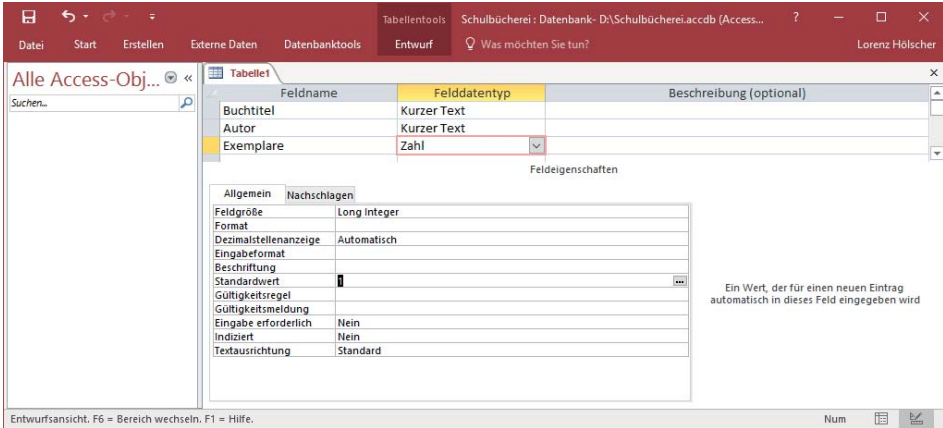 Tabellentools Schulbücherei : Datenbank- D:\Schulbücherei.accdb (Access... ?
Datei Start Erstellen Externe Daten Datenbanktools Entwurf Was möchten Sie tun? Lorenz Hölscher
Alle Access-Obj... «
Suchen...
Tabelle1
Feldname Felddatentyp Beschreibung (optional)
Buchtitel Kurzer Text
Autor Kurzer Text
Exemplare Zahl
Feldeigenschaften
Allgemein Nachschlagen
Feldgröße Long Integer
Format
Dezimalstellenanzeige Automatisch
Eingabeformat
Beschriftung
Standardwert 1 ...
Gültigkeitsregel
Gültigkeitsmeldung
Eingabe erforderlich Nein
Indiziert Nein
Textausrichtung Standard
Ein Wert, der für einen neuen Eintrag
automatisch in dieses Feld eingegeben wird
Entwurfsansicht. F6 = Bereich wechseln. F1 = Hilfe. Num